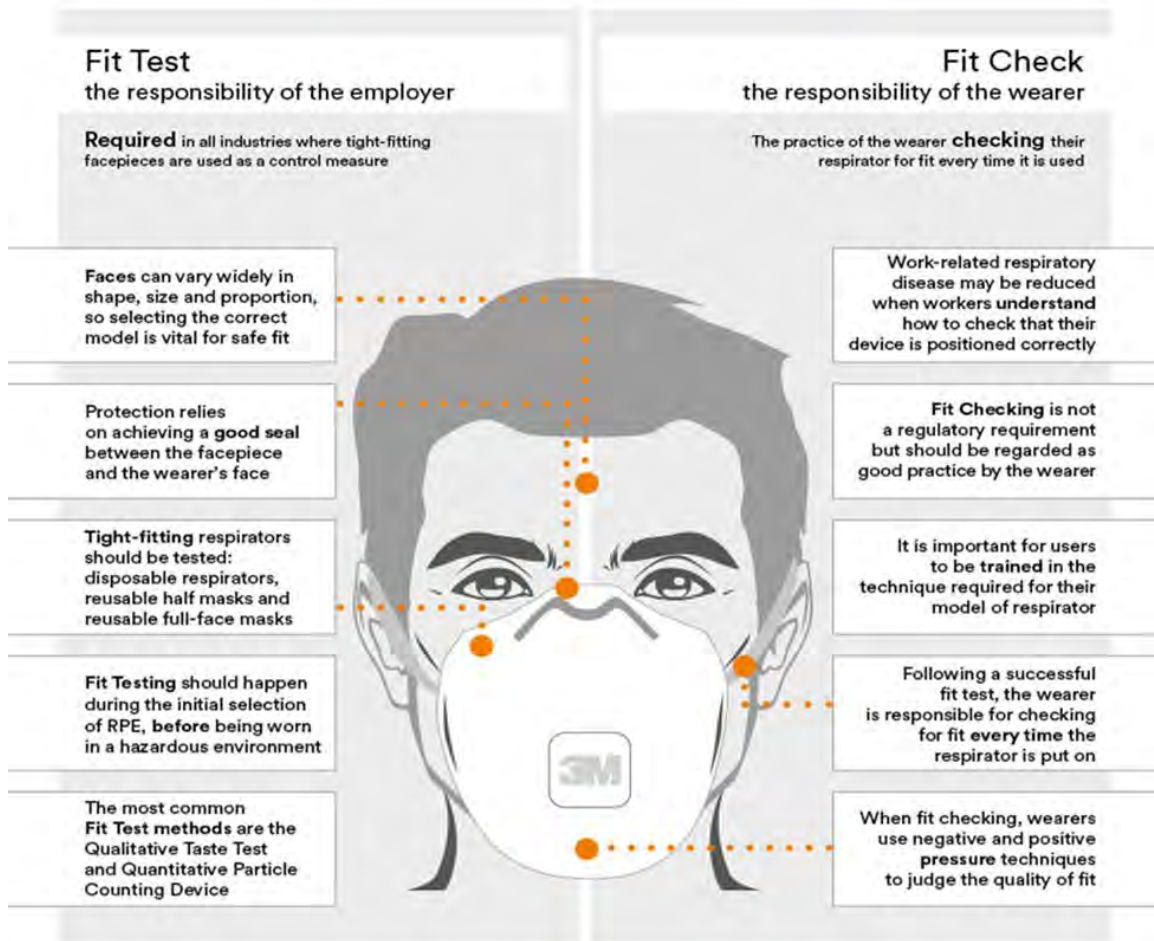 Fit Test
the responsibility of the employer
Required in all industries where tight-fitting
facepieces are used as a control measure
Faces can vary widely in
shape, size and proportion,
so selecting the correct
model is vital for safe fit
Protection relies
on achieving a good seal
between the facepiece
and the wearer's face
Tight-fitting respirators
should be tested:
disposable respirators,
reusable half masks and
reusable full-face masks
Fit Testing should happen
during the initial selection
of RPE, before being worn
in a hazardous environment
The most common
Fit Test methods are the
Qualitative Taste Test
and Quantitative Particle
Counting Device
Fit Check
the responsibility of the wearer
The practice of the wearer checking their
respirator for fit every time it is used
Work-related respiratory
disease may be reduced
when workers understand
how to check that their
device is positioned correctly
Fit Checking is not
a regulatory requirement
but should be regarded as
good practice by the wearer
It is important for users
to be trained in the
technique required for their
model of respirator
Following a successful
fit test, the wearer
is responsible for checking
for fit every time the
respirator is put on
When fit checking, wearers
use negative and positive
pressure techniques
to judge the quality of fit
3M